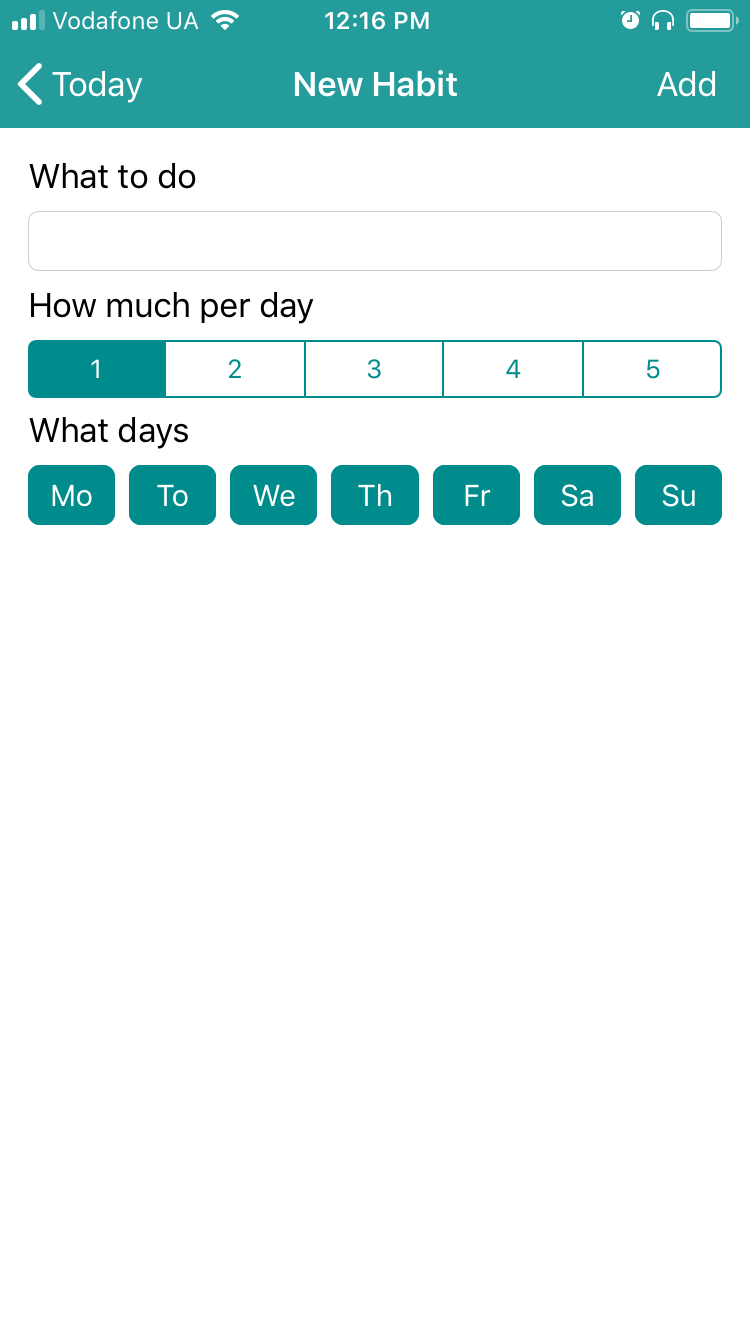 Vodafone UA 12:16 PM
Today New Habit Add
What to do
How much per day
1 2 3 4 5
What days
Mo To We Th Fr Sa Su